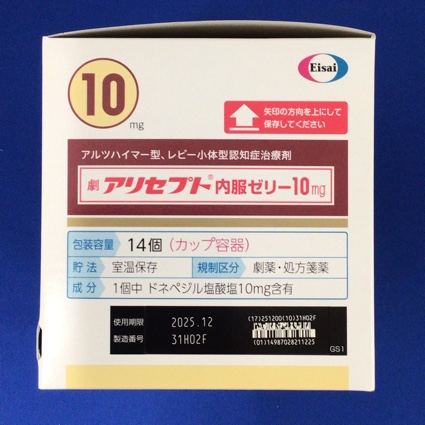 Eisai
10
mg
矢印の方向を上にして
保存してください
アルツハイマー型、レビー小体型認知症治療剤
劇 アリセプト® 内服ゼリー10mg
包装容量 14個 (カップ容器)
貯法 室温保存 規制区分 劇薬・処方箋薬
成分 1個中 ドネペジル塩酸塩10mg含有
使用期限 2025.12
製造番号 31H02F
(17)251200(10)31H02F
(01)14987028211225
GS1